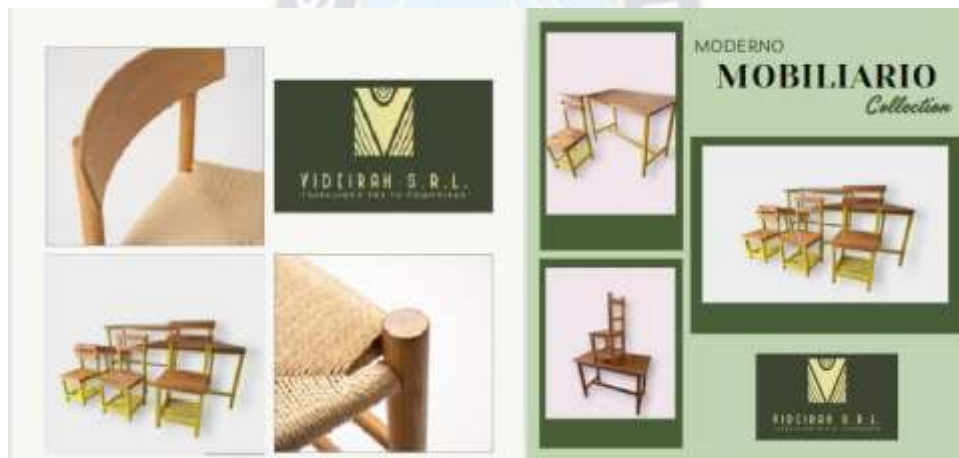 VIDEIRAH S.R.L.
MODERNO
MOBILIARIO
Collection
VIDEIRAH S.R.L.